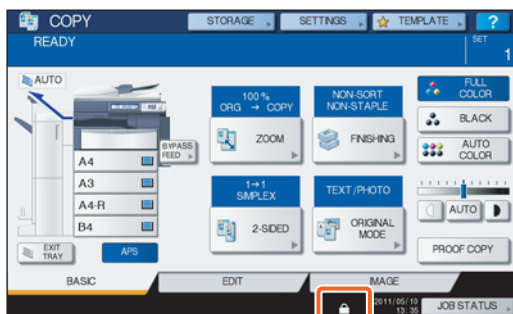 COPY
STORAGE
SETTINGS
TEMPLATE
?
READY
SET
1
AUTO
100 %
ORG → COPY
ZOOM
NON-SORT
NON-STAPLE
FINISHING
FULL
COLOR
BLACK
AUTO
COLOR
BYPASS
FEED
A4
A3
A4-R
B4
1→1
SIMPLEX
2-SIDED
TEXT/PHOTO
ORIGINAL
MODE
AUTO
EXIT
TRAY
APS
PROOF COPY
BASIC
EDIT
IMAGE
2011/05/10
13: 35
JOB STATUS